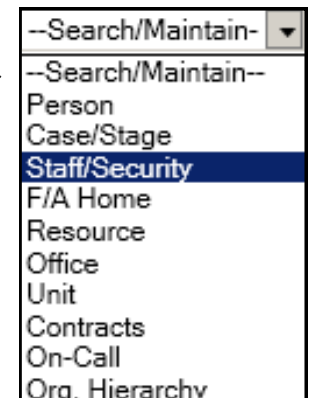 --Search/Maintain-
--Search/Maintain--
Person
Case/Stage
Staff/Security
F/A Home
Resource
Office
Unit
Contracts
On-Call
Org. Hierarchy